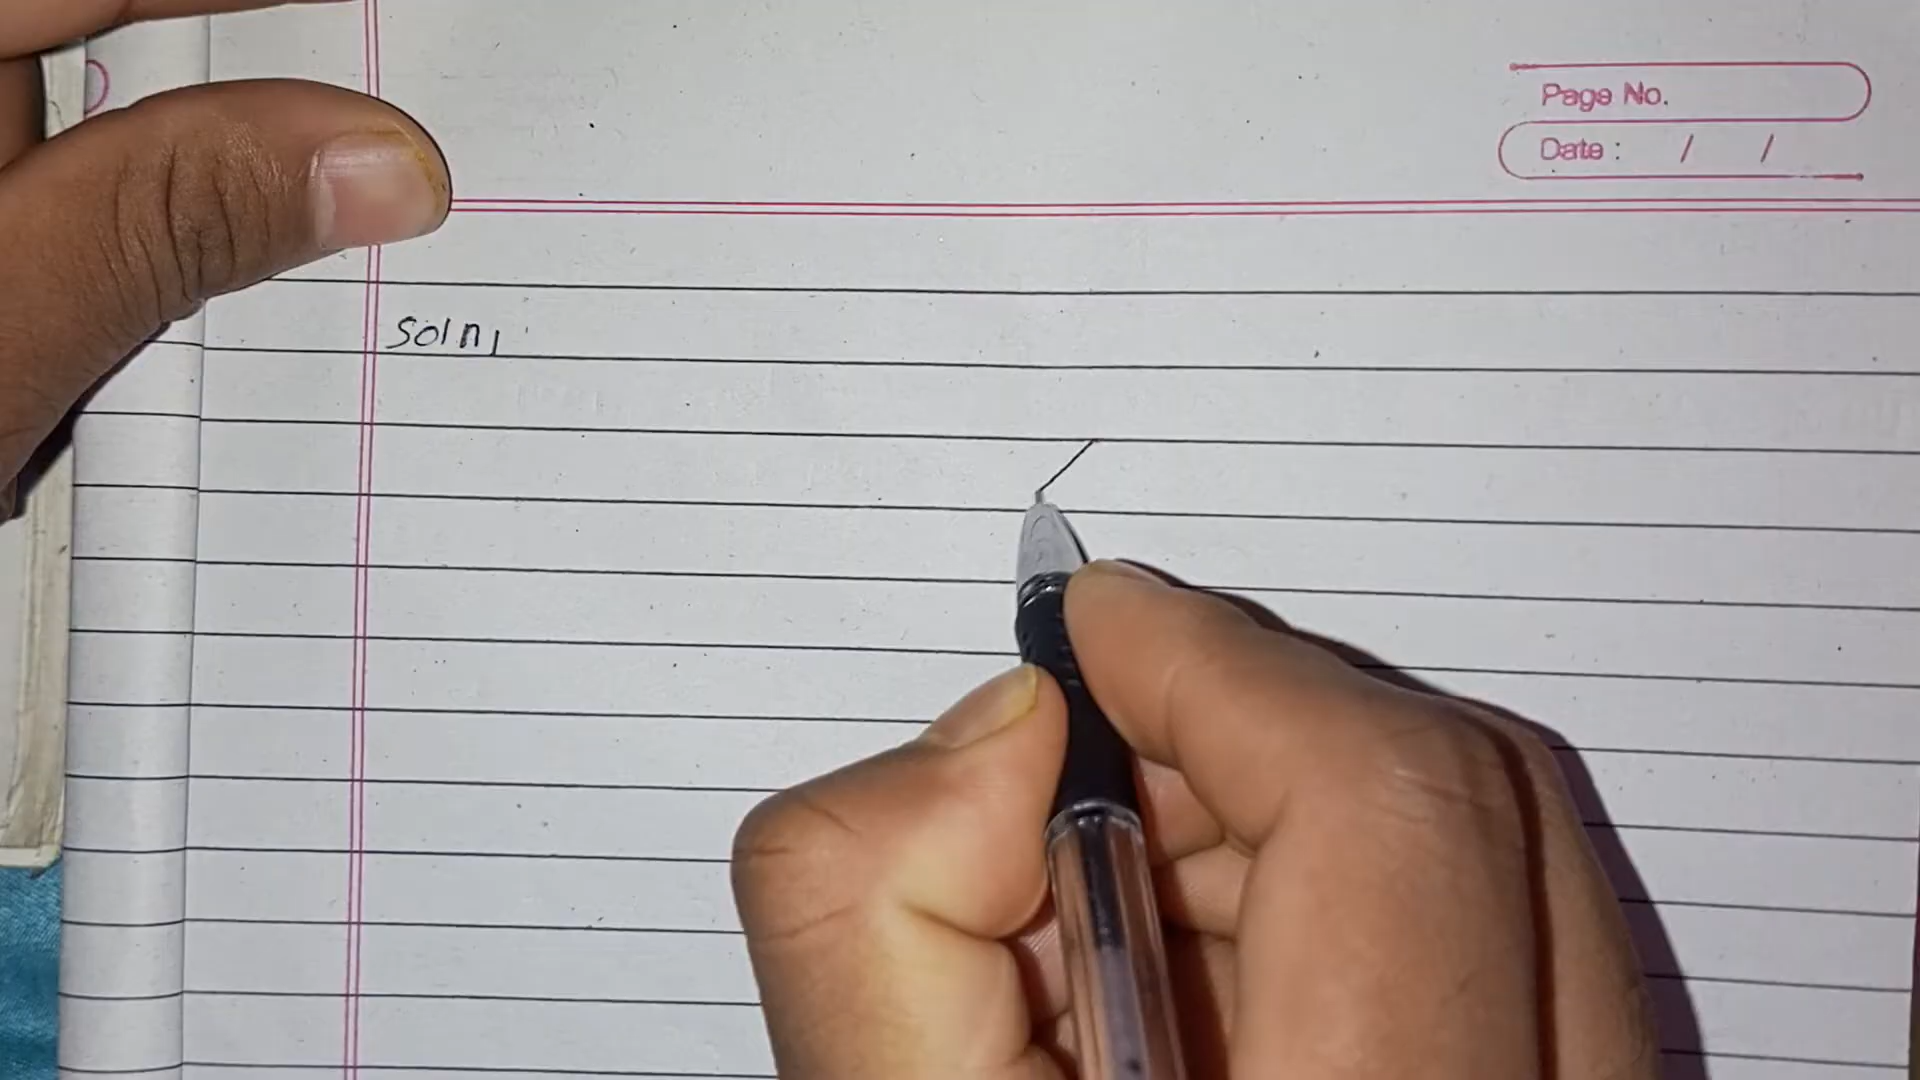 Page No.
Date : / /
Soln,